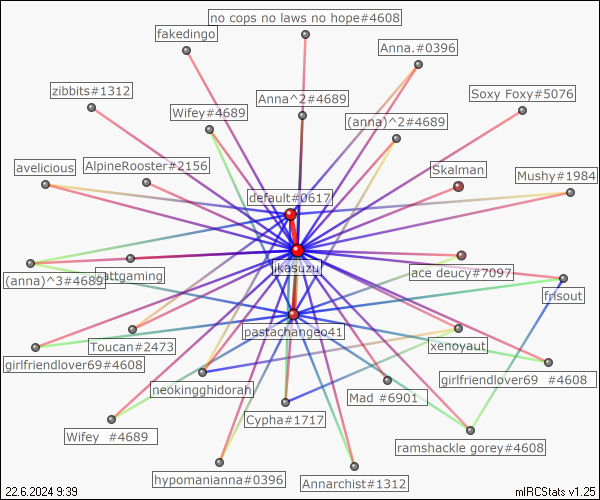 no cops no laws no hope#4608
fakedingo
Anna.#0396
zibbits#1312
Soxy Foxy#5076
Anna^2#4689
Wifey#4689
(anna)^2#4689
avelicious
AlpineRooster#2156
Skalman
Mushy#1984
default#0617
jikasuzu
(anna)^3#4689
attgaming
ace deucy#7097
frisout
pastachangeo41
Toucan#2473
xenoyaut
girlfriendlover69#4608
girlfriendlover69 #4608
neokingghidorah
Mad #6901
Cypha#1717
Wifey #4689
ramshackle gorey#4608
hypomanianna#0396
Annarchist#1312
22.6.2024 9:39
mIRCStats v1.25